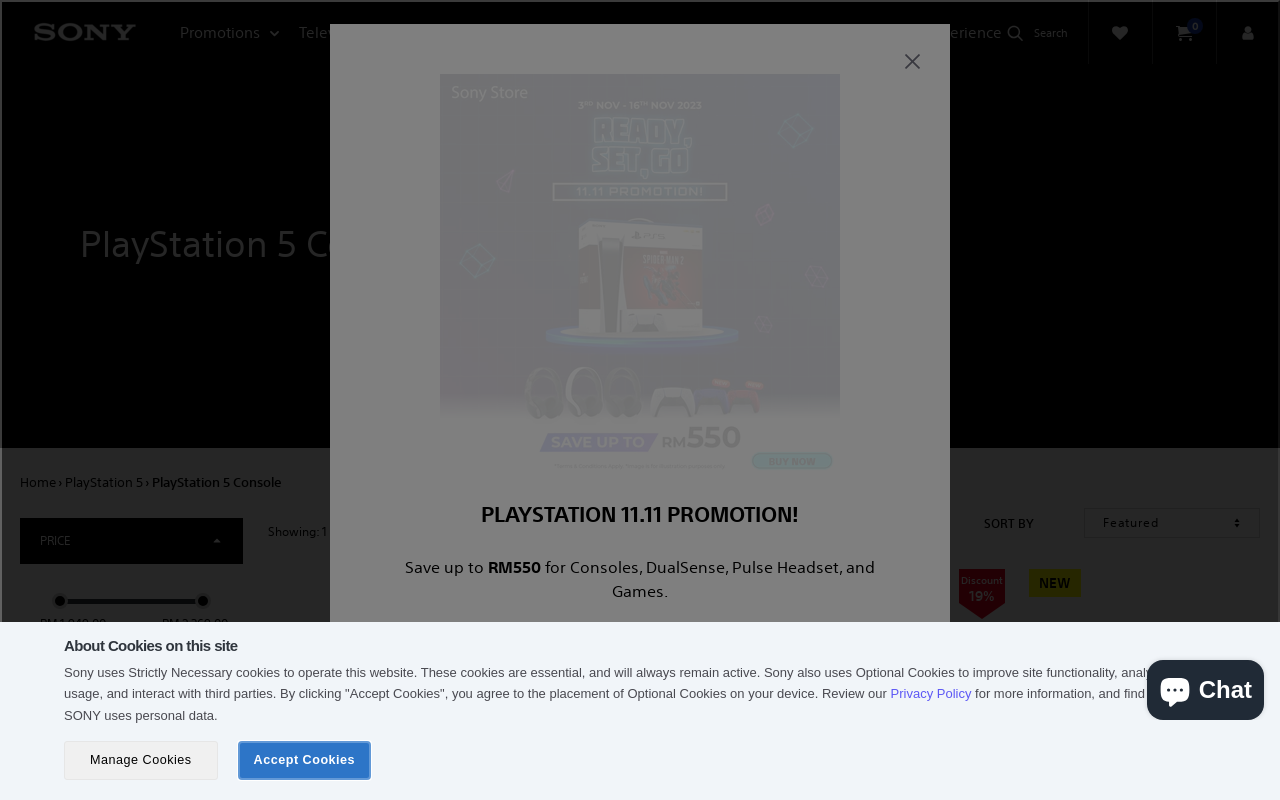 SONY
Promotions
erience
Search
0
Sony Store
3RD NOV - 16TH NOV 2023
READY,
SET, GO
11.11 PROMOTION!
PlayStation 5 C
SAVE UP TO RM550
BUY NOW
Home › PlayStation 5 › PlayStation 5 Console
PLAYSTATION 11.11 PROMOTION!
PRICE
Showing: 1
SORT BY
Featured
Save up to RM550 for Consoles, DualSense, Pulse Headset, and
Games.
Discount
19%
NEW
About Cookies on this site
Sony uses Strictly Necessary cookies to operate this website. These cookies are essential, and will always remain active. Sony also uses Optional Cookies to improve site functionality, analy
usage, and interact with third parties. By clicking "Accept Cookies", you agree to the placement of Optional Cookies on your device. Review our Privacy Policy for more information, and find
SONY uses personal data.
Chat
Manage Cookies
Accept Cookies